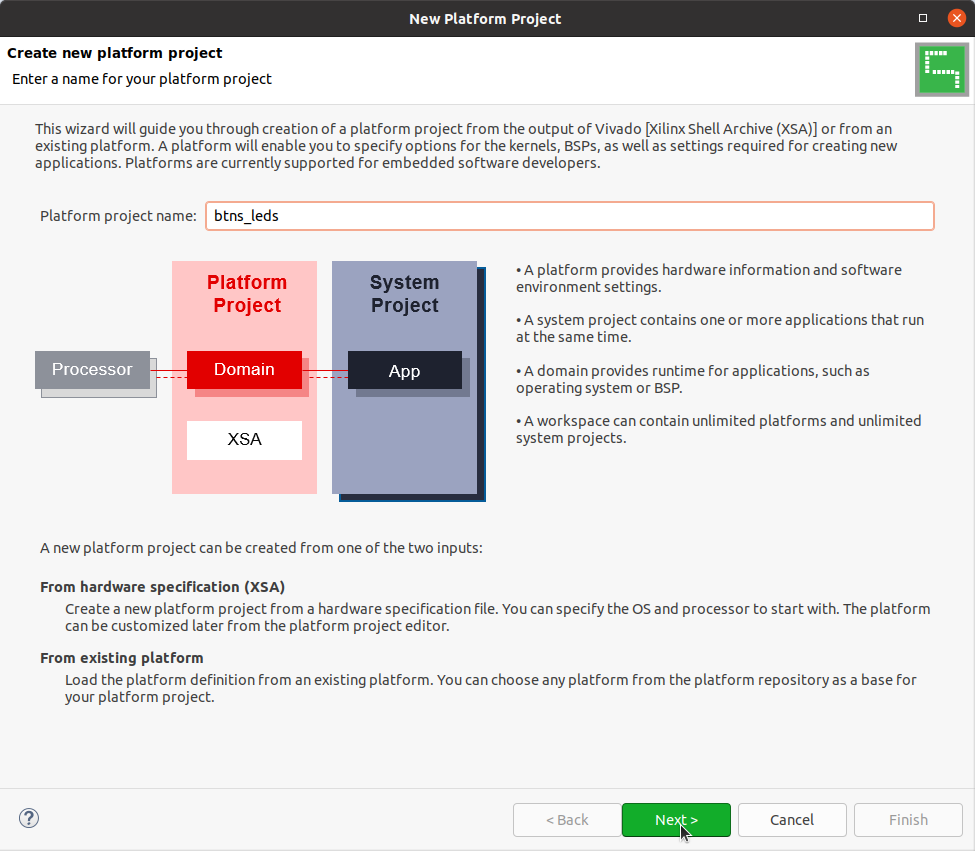 New Platform Project
Create new platform project
Enter a name for your platform project
This wizard will guide you through creation of a platform project from the output of Vivado [Xilinx Shell Archive (XSA)] or from an
existing platform. A platform will enable you to specify options for the kernels, BSPs, as well as settings required for creating new
applications. Platforms are currently supported for embedded software developers.
Platform project name: btns_leds
Platform
Project
System
Project
Processor
Domain
App
XSA
• A platform provides hardware information and software
environment settings.
• A system project contains one or more applications that run
at the same time.
• A domain provides runtime for applications, such as
operating system or BSP.
• A workspace can contain unlimited platforms and unlimited
system projects.
A new platform project can be created from one of the two inputs:
From hardware specification (XSA)
Create a new platform project from a hardware specification file. You can specify the OS and processor to start with. The platform
can be customized later from the platform project editor.
From existing platform
Load the platform definition from an existing platform. You can choose any platform from the platform repository as a base for
your platform project.
? < Back Next > Cancel Finish